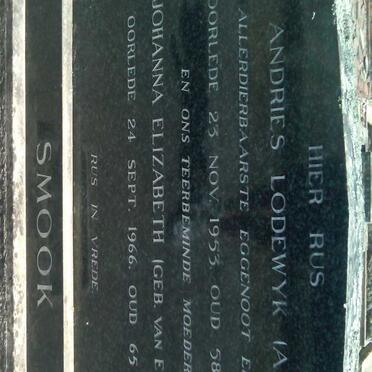 HIER RUS
ANDRIES LODEWYK (A
ALLERDIERBAARSTE EGGENOOT E
OORLEDE 23 NOV. 1953. OUD 58
EN ONS TEERBEMINDE MOEDER
JOHANNA ELIZABETH (GEB. VAN
OORLEDE 24 SEPT. 1966. OUD 65
RUS IN VREDE.
SMOOK